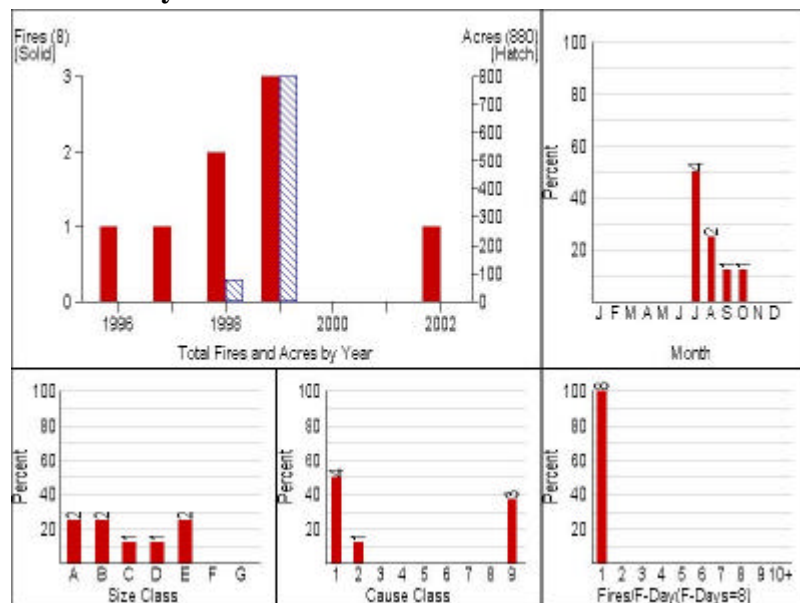 Fires (8)
(Solid)
Acres (880)
(Hatch)
3
2
1
0
800
700
600
500
400
300
200
100
0
1996 1998 2000 2002
Total Fires and Acres by Year
100
80
60
40
20
Percent
4
2
1
1
J F M A M J J A S O N D
Month
100
80
60
40
20
Percent
2 2 1 1 2
A B C D E F G
Size Class
100
80
60
40
20
Percent
4 1 3
1 2 3 4 5 6 7 8 9
Cause Class
100
80
60
40
20
Percent
8
1 2 3 4 5 6 7 8 9 10+
Fires/F-Day(F-Days=8)